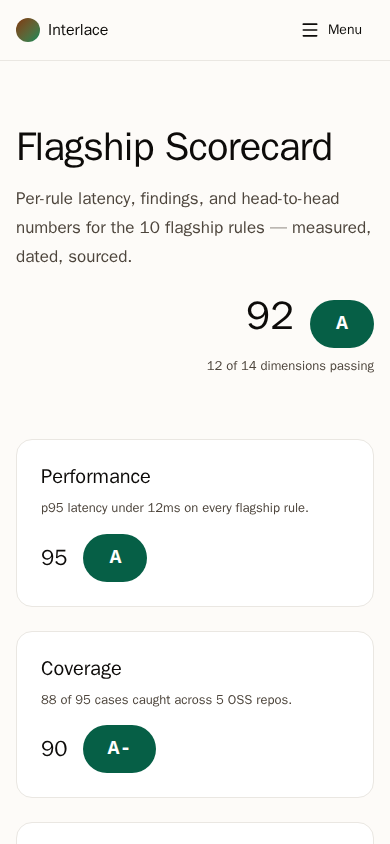 Interlace
Menu
Flagship Scorecard
Per-rule latency, findings, and head-to-head
numbers for the 10 flagship rules — measured,
dated, sourced.
92 A
12 of 14 dimensions passing
Performance
p95 latency under 12ms on every flagship rule.
95 A
Coverage
88 of 95 cases caught across 5 OSS repos.
90 A-